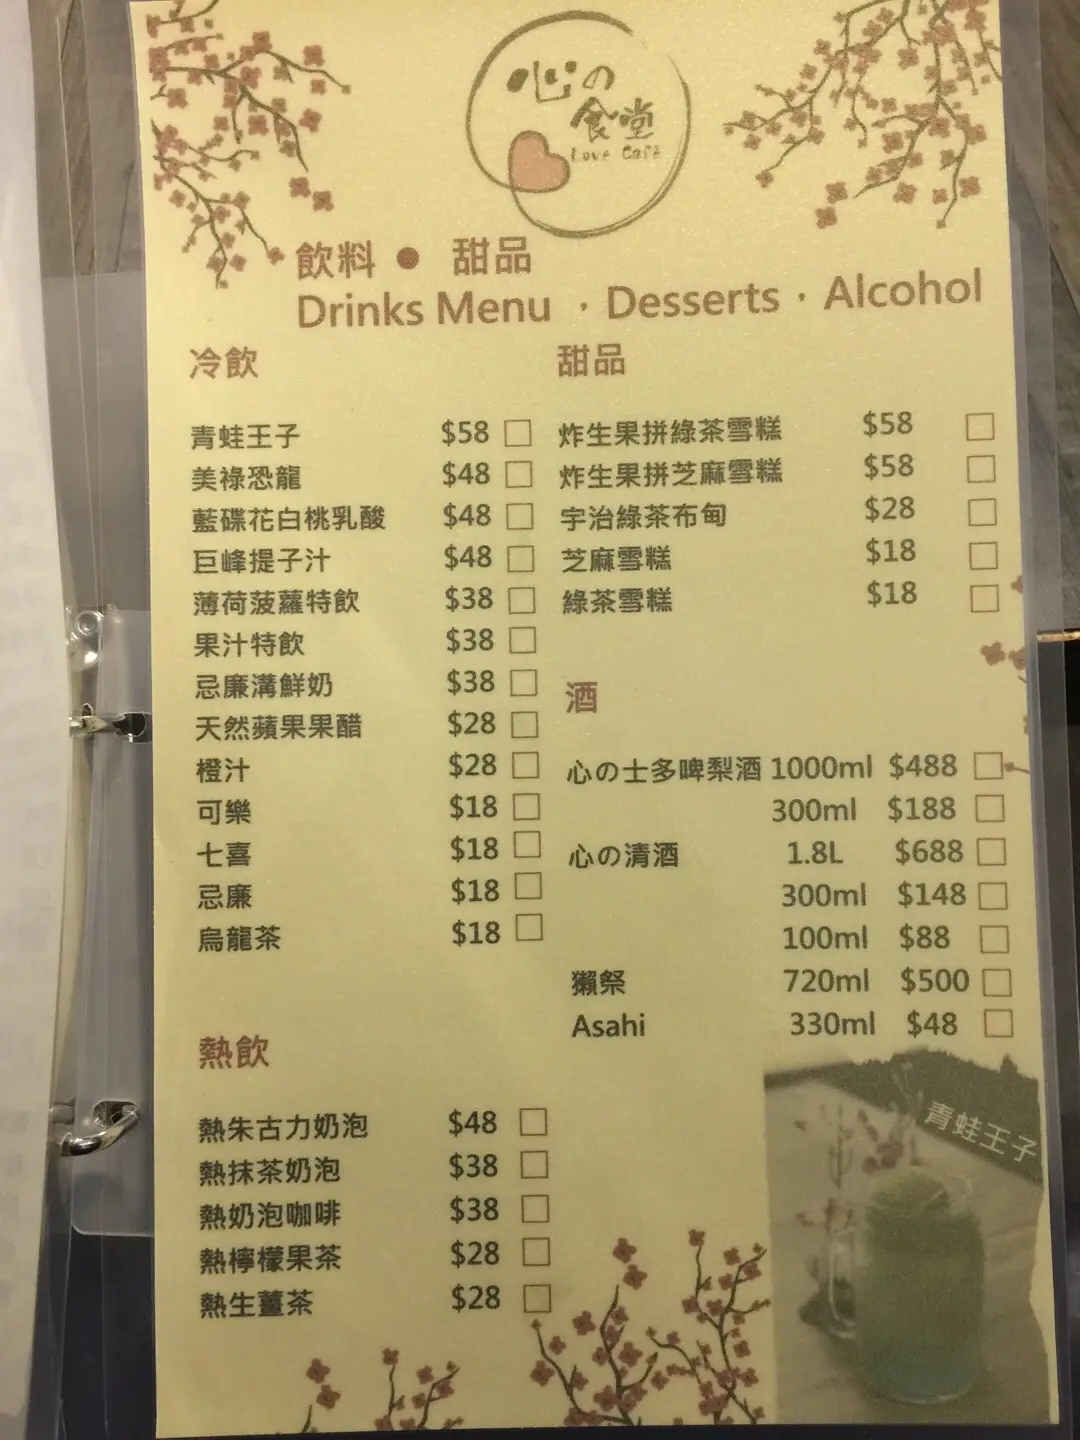 心の
食堂
Love Café
飲料 ● 甜品
Drinks Menu · Desserts · Alcohol
冷飲
青蛙王子 $58
美祿恐龍 $48
藍碟花白桃乳酸 $48
巨峰提子汁 $48
薄荷菠蘿特飲 $38
果汁特飲 $38
忌廉溝鮮奶 $38
天然蘋果果醋 $28
橙汁 $28
可樂 $18
七喜 $18
忌廉 $18
烏龍茶 $18
熱飲
熱朱古力奶泡 $48
熱抹茶奶泡 $38
熱奶泡咖啡 $38
熱檸檬果茶 $28
熱生薑茶 $28
甜品
炸生果拼綠茶雪糕 $58
炸生果拼芝麻雪糕 $58
宇治綠茶布甸 $28
芝麻雪糕 $18
綠茶雪糕 $18
酒
心の士多啤梨酒 1000ml $488
300ml $188
心の清酒 1.8L $688
300ml $148
100ml $88
獺祭 720ml $500
Asahi 330ml $48
青蛙王子